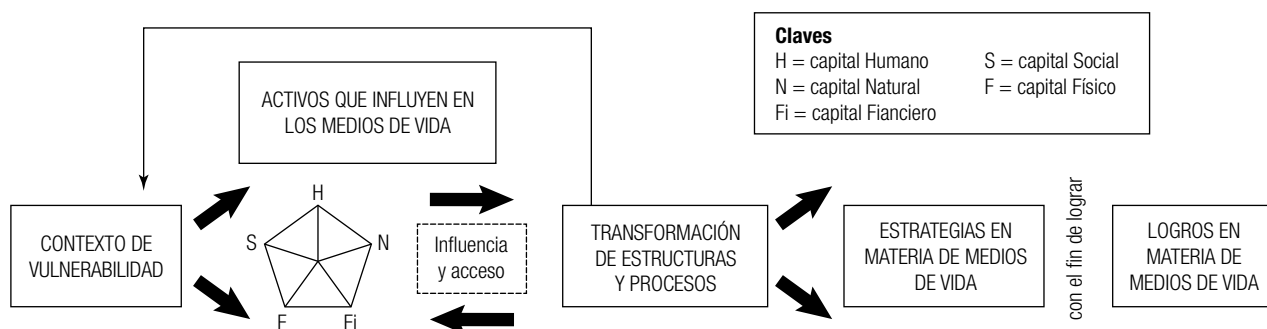 Claves
H = capital Humano
S = capital Social
N = capital Natural
F = capital Físico
Fi = capital Fianciero
ACTIVOS QUE INFLUYEN EN
LOS MEDIOS DE VIDA
CONTEXTO DE
VULNERABILIDAD
H
S
N
F
Fi
Influencia
y acceso
TRANSFORMACIÓN
DE ESTRUCTURAS
Y PROCESOS
ESTRATEGIAS EN
MATERIA DE MEDIOS
DE VIDA
con el fin de lograr
LOGROS EN
MATERIA DE
MEDIOS DE VIDA